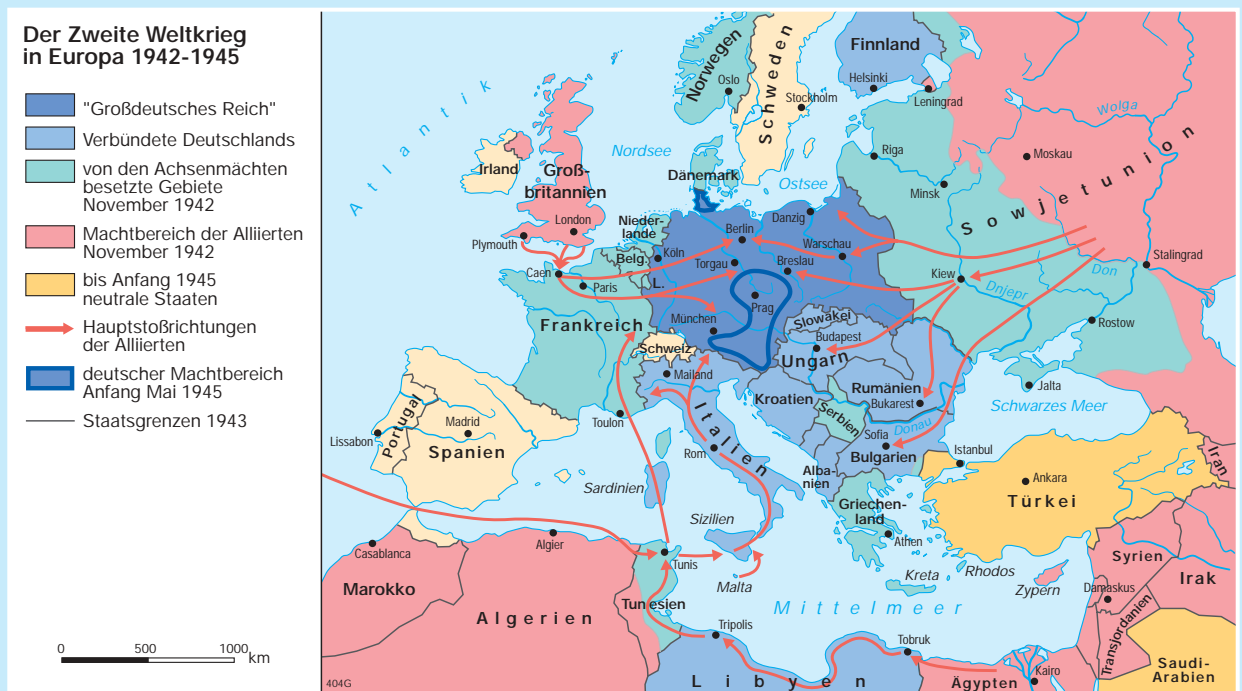 Der Zweite Weltkrieg
in Europa 1942-1945
"Großdeutsches Reich"
Verbündete Deutschlands
von den Achsenmächten
besetzte Gebiete
November 1942
Machtbereich der Alliierten
November 1942
bis Anfang 1945
neutrale Staaten
Hauptstoßrichtungen
der Alliierten
deutscher Machtbereich
Anfang Mai 1945
Staatsgrenzen 1943
0 500 1000 km
404G
Atlantik
Nordsee
Ostsee
Norwegen
Oslo
Schweden
Stockholm
Finnland
Helsinki
Leningrad
Wolga
Moskau
Sowjetunion
Riga
Minsk
Stalingrad
Don
Dnjepr
Kiew
Rostow
Irland
Groß-
britannien
London
Plymouth
Dänemark
Nieder-
lande
Belg.
L.
Köln
Berlin
Danzig
Warschau
Torgau
Breslau
Prag
München
Caen
Paris
Frankreich
Schweiz
Slowakei
Budapest
Ungarn
Mailand
Kroatien
Rumänien
Bukarest
Serbien
Donau
Sofia
Bulgarien
Jalta
Schwarzes Meer
Istanbul
Ankara
Türkei
Iran
Portugal
Lissabon
Madrid
Spanien
Toulon
Italien
Rom
Sardinien
Sizilien
Alba-
nien
Griechen-
land
Athen
Kreta
Rhodos
Zypern
Syrien
Damaskus
Irak
Transjordanien
Saudi-
Arabien
Casablanca
Marokko
Algier
Algerien
Tunis
Tunesien
Malta
Mittelmeer
Tripolis
Tobruk
Libyen
Ägypten
Kairo